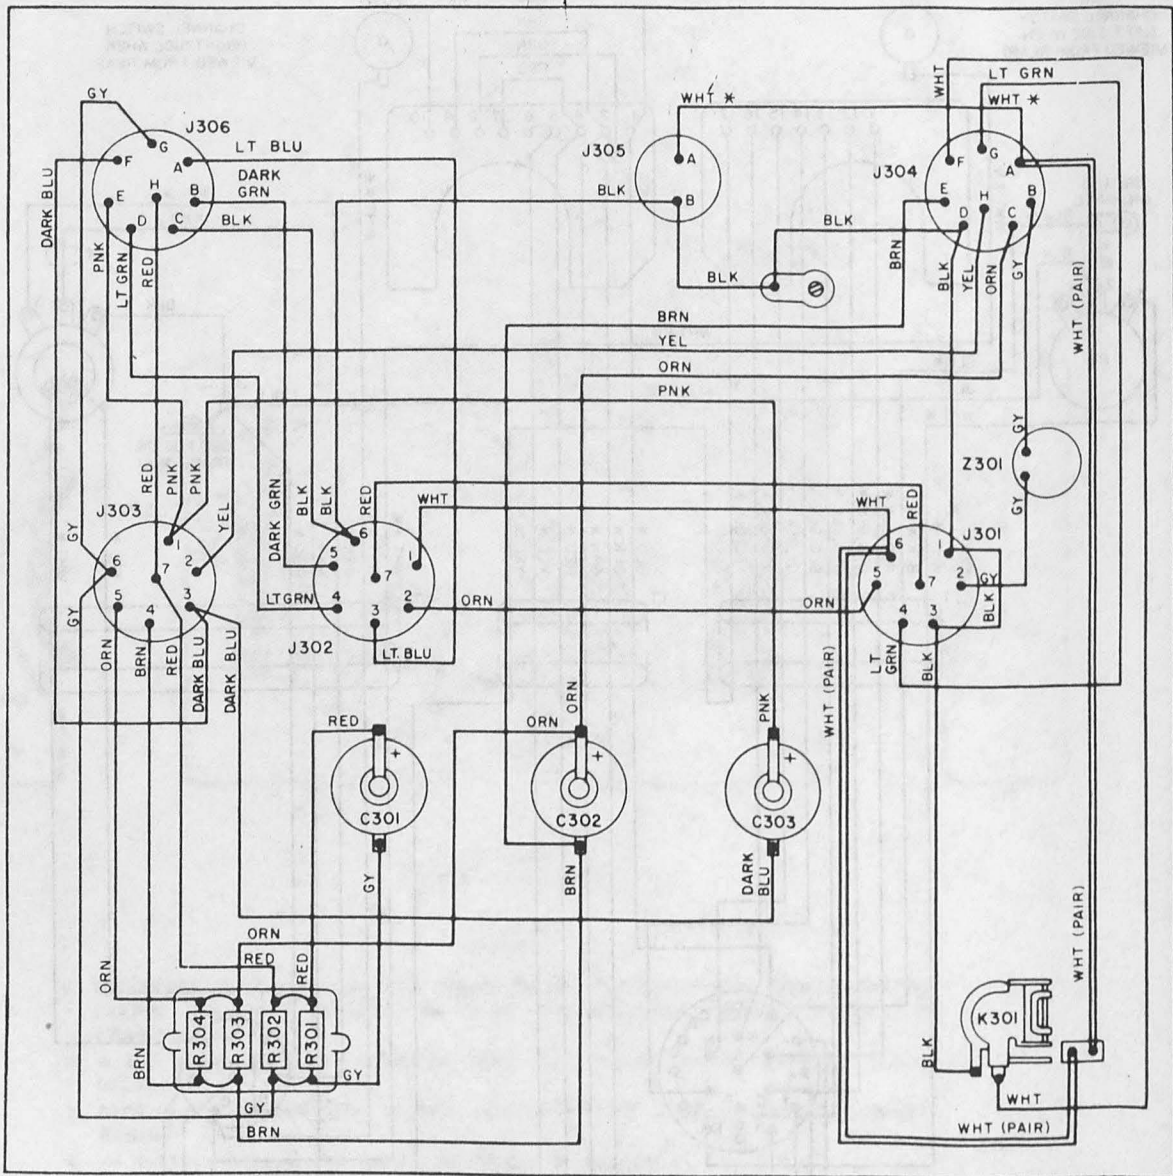 GY
J306
G
F
A
LT BLU
DARK
GRN
E
H
B
D
C
BLK
DARK BLU
PNK
LT GRN
RED
WHT *
J305
A
BLK
B
BLK
BLK
WHT
LT GRN
WHT *
J304
F
G
A
E
H
B
D
C
BRN
BLK
YEL
ORN
GY
WHT (PAIR)
BRN
YEL
ORN
PNK
GY
Z301
GY
RED
PNK
PNK
YEL
GY
J303
1
6
2
7
5
3
4
GY
ORN
BRN
RED
DARK BLU
DARK BLU
DARK GRN
BLK
BLK
RED
WHT
6
5
1
7
4
2
3
LTGRN
J302
LT. BLU
ORN
WHT
RED
J301
6
1
5
7
2
4
3
GY
BLK
ORN
LT
GRN
BLK
WHT (PAIR)
RED
+
C301
GY
ORN
ORN
+
C302
BRN
PNK
+
C303
DARK
BLU
ORN
ORN
RED
RED
R304
R303
R302
R301
BRN
GY
GY
BRN
WHT (PAIR)
K301
BLK
WHT
WHT (PAIR)